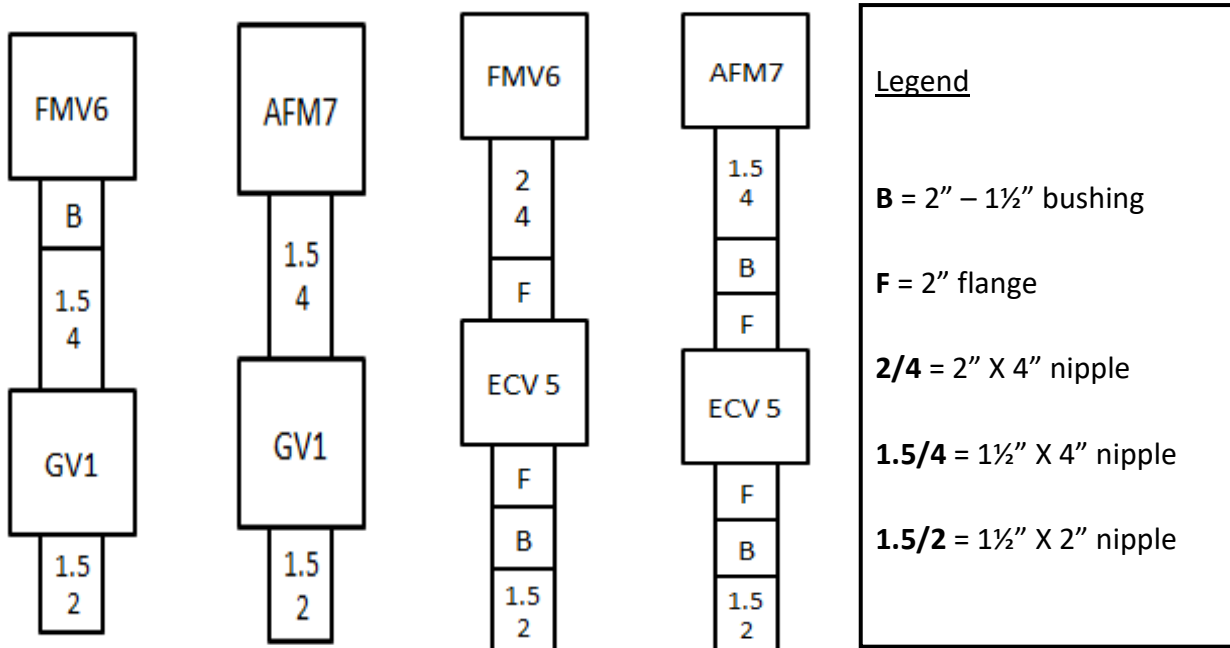 FMV6
B
1.5
4
GV1
1.5
2
AFM7
1.5
4
GV1
1.5
2
FMV6
2
4
F
ECV 5
F
B
1.5
2
AFM7
1.5
4
B
F
ECV 5
F
B
1.5
2
Legend
B = 2” – 1½” bushing
F = 2” flange
2/4 = 2” X 4” nipple
1.5/4 = 1½” X 4” nipple
1.5/2 = 1½” X 2” nipple